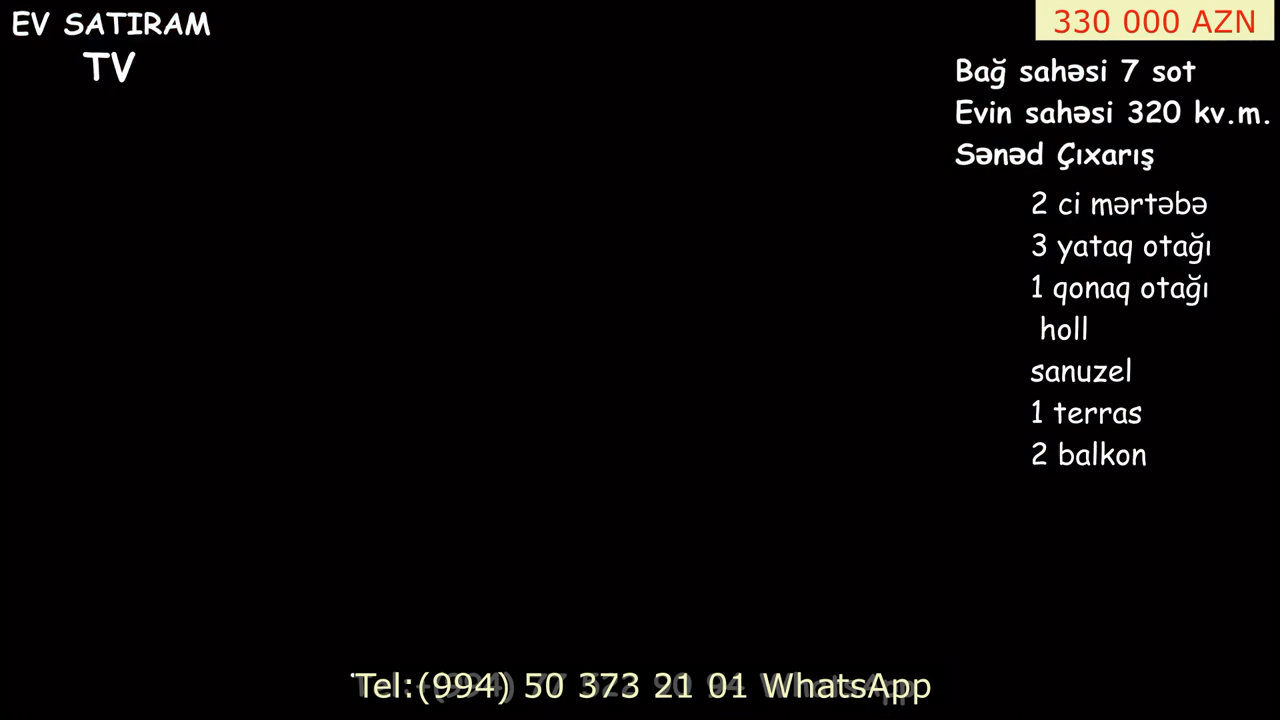 EV SATIRAM
TV
330 000 AZN
Bağ sahəsi 7 sot
Evin sahəsi 320 kv.m.
Sənəd Çıxarış
2 ci mərtəbə
3 yataq otağı
1 qonaq otağı
holl
sanuzel
1 terras
2 balkon
Tel:(994) 50 373 21 01 WhatsApp